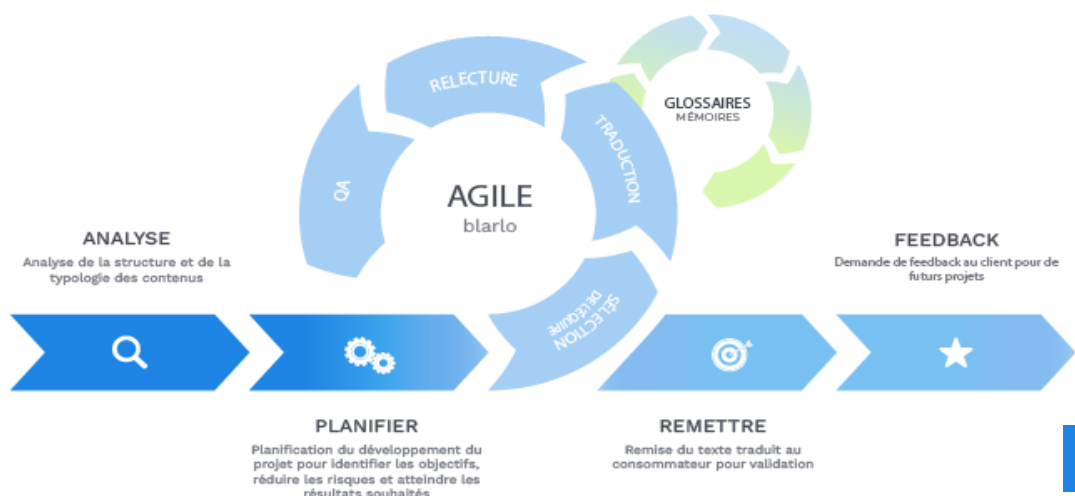 RELECTURE
TRADUCTION
QA
SÉLECTION
DE L'ÉQUIPE
AGILE
blarlo
GLOSSAIRES
MÉMOIRES
ANALYSE
Analyse de la structure et de la
typologie des contenus
FEEDBACK
Demande de feedback au client pour de
futurs projets
PLANIFIER
Planification du développement du
projet pour identifier les objectifs,
réduire les risques et atteindre les
résultats souhaités
REMETTRE
Remise du texte traduit au
consommateur pour validation